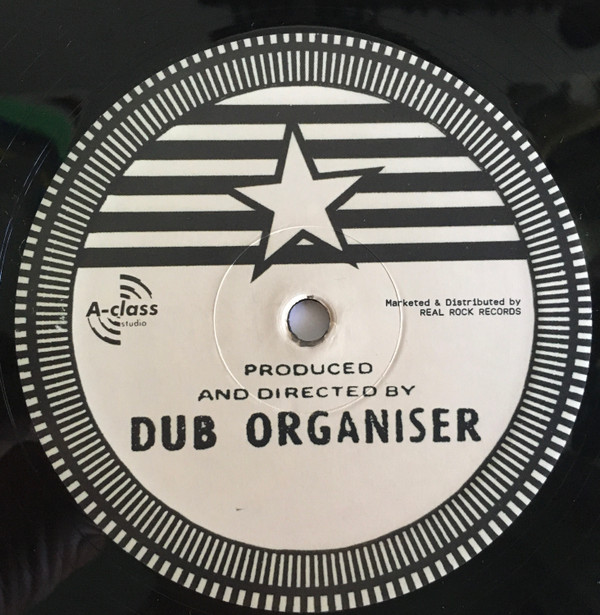 A-class
studio
Marketed & Distributed by
REAL ROCK RECORDS
PRODUCED
AND DIRECTED BY
DUB ORGANISER